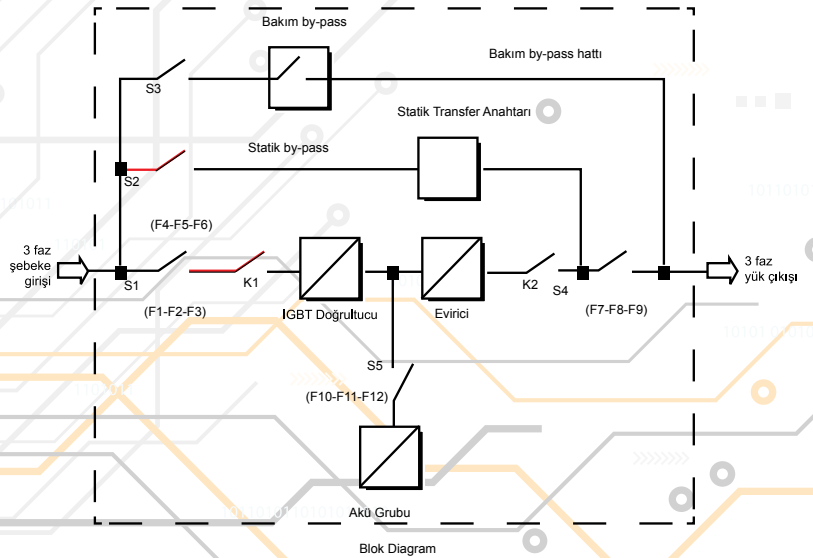 Bakım by-pass
Bakım by-pass hattı
S3
Statik Transfer Anahtarı
Statik by-pass
S2
(F4-F5-F6)
3 faz
şebeke
girişi
S1
K1
(F1-F2-F3)
IGBT Doğrultucu
Evirici
K2
S4
(F7-F8-F9)
3 faz
yük çıkışı
S5
(F10-F11-F12)
Akü Grubu
Blok Diagram